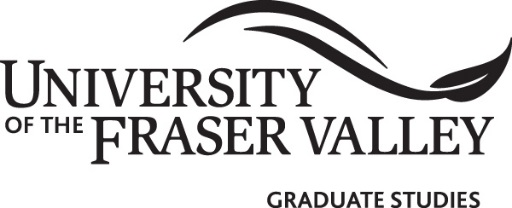 UNIVERSITY
OF THE FRASER VALLEY
GRADUATE STUDIES